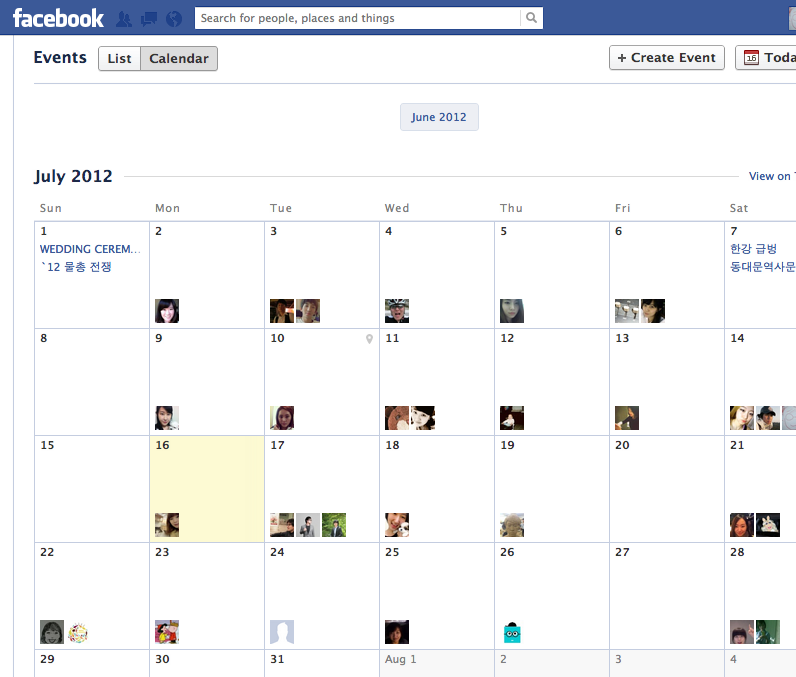 facebook Search for people, places and things
Events List Calendar + Create Event 16 Toda
June 2012
July 2012 View on
Sun Mon Tue Wed Thu Fri Sat
1 2 3 4 5 6 7
WEDDING CEREM... 한강 급벙
`12 물총 전쟁 동대문역사문
8 9 10 11 12 13 14
15 16 17 18 19 20 21
22 23 24 25 26 27 28
29 30 31 Aug 1 2 3 4